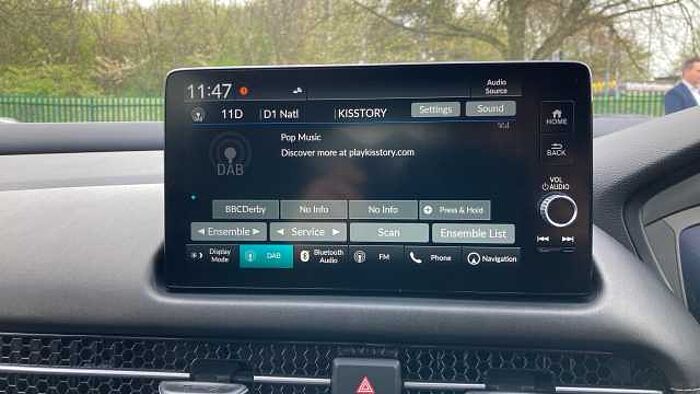 11:47
Audio Source
11D D1 Natl KISSTORY Settings Sound
Pop Music
Discover more at playkisstory.com
DAB
HOME
BACK
VOL
AUDIO
BBCDerby No Info No Info Press & Hold
Ensemble Service Scan Ensemble List
Display Mode DAB Bluetooth Audio FM Phone Navigation